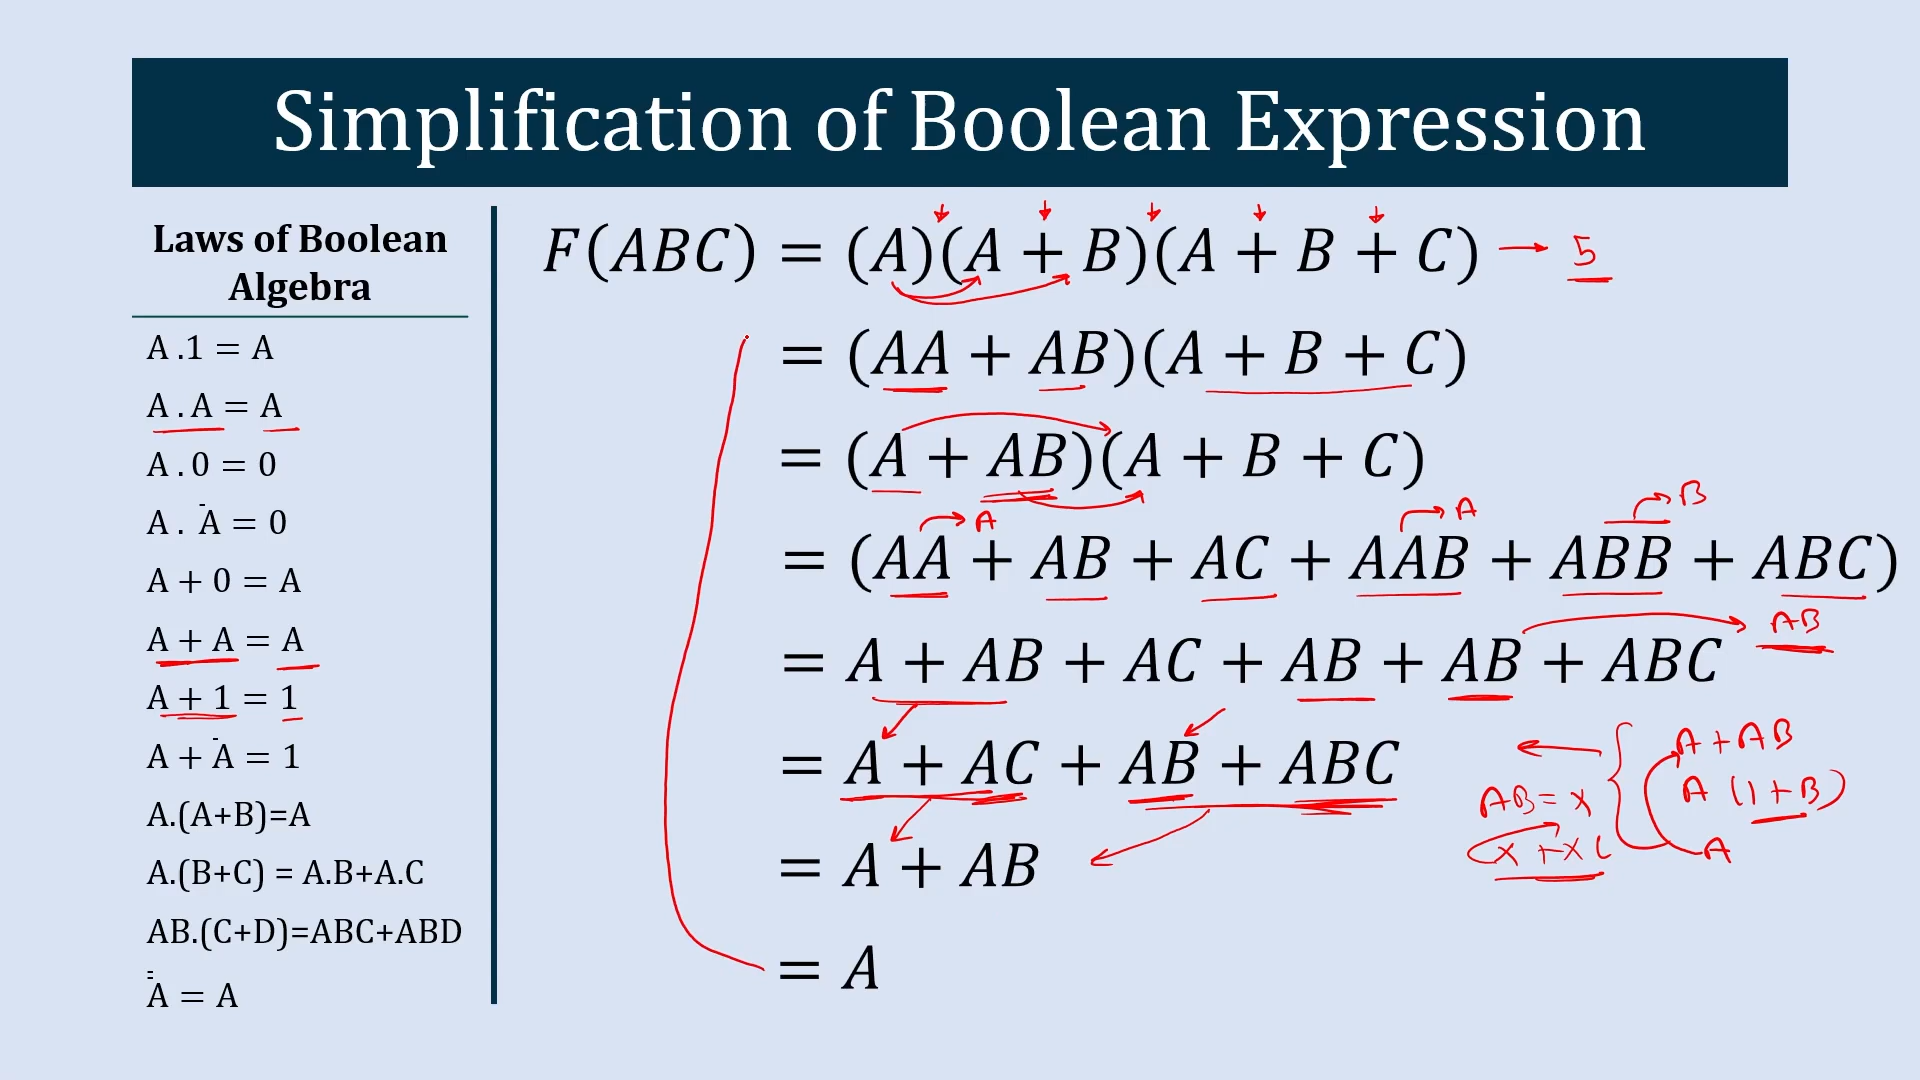 Simplification of Boolean Expression
Laws of Boolean
Algebra
A .1 = A
A . A = A
A . 0 = 0
A . Ā = 0
A + 0 = A
A + A = A
A + 1 = 1
A + Ā = 1
A.(A+B)=A
A.(B+C) = A.B+A.C
AB.(C+D)=ABC+ABD
A̿ = A
F(ABC) = (A)(A + B)(A + B + C) → 5
= (AA + AB)(A + B + C)
= (A + AB)(A + B + C)
A A B
= (AA + AB + AC + AAB + ABB + ABC)
AB
= A + AB + AC + AB + AB + ABC
= A + AC + AB + ABC
= A + AB
= A
A + AB
A (1 + B)
A
AB = x
x + x C